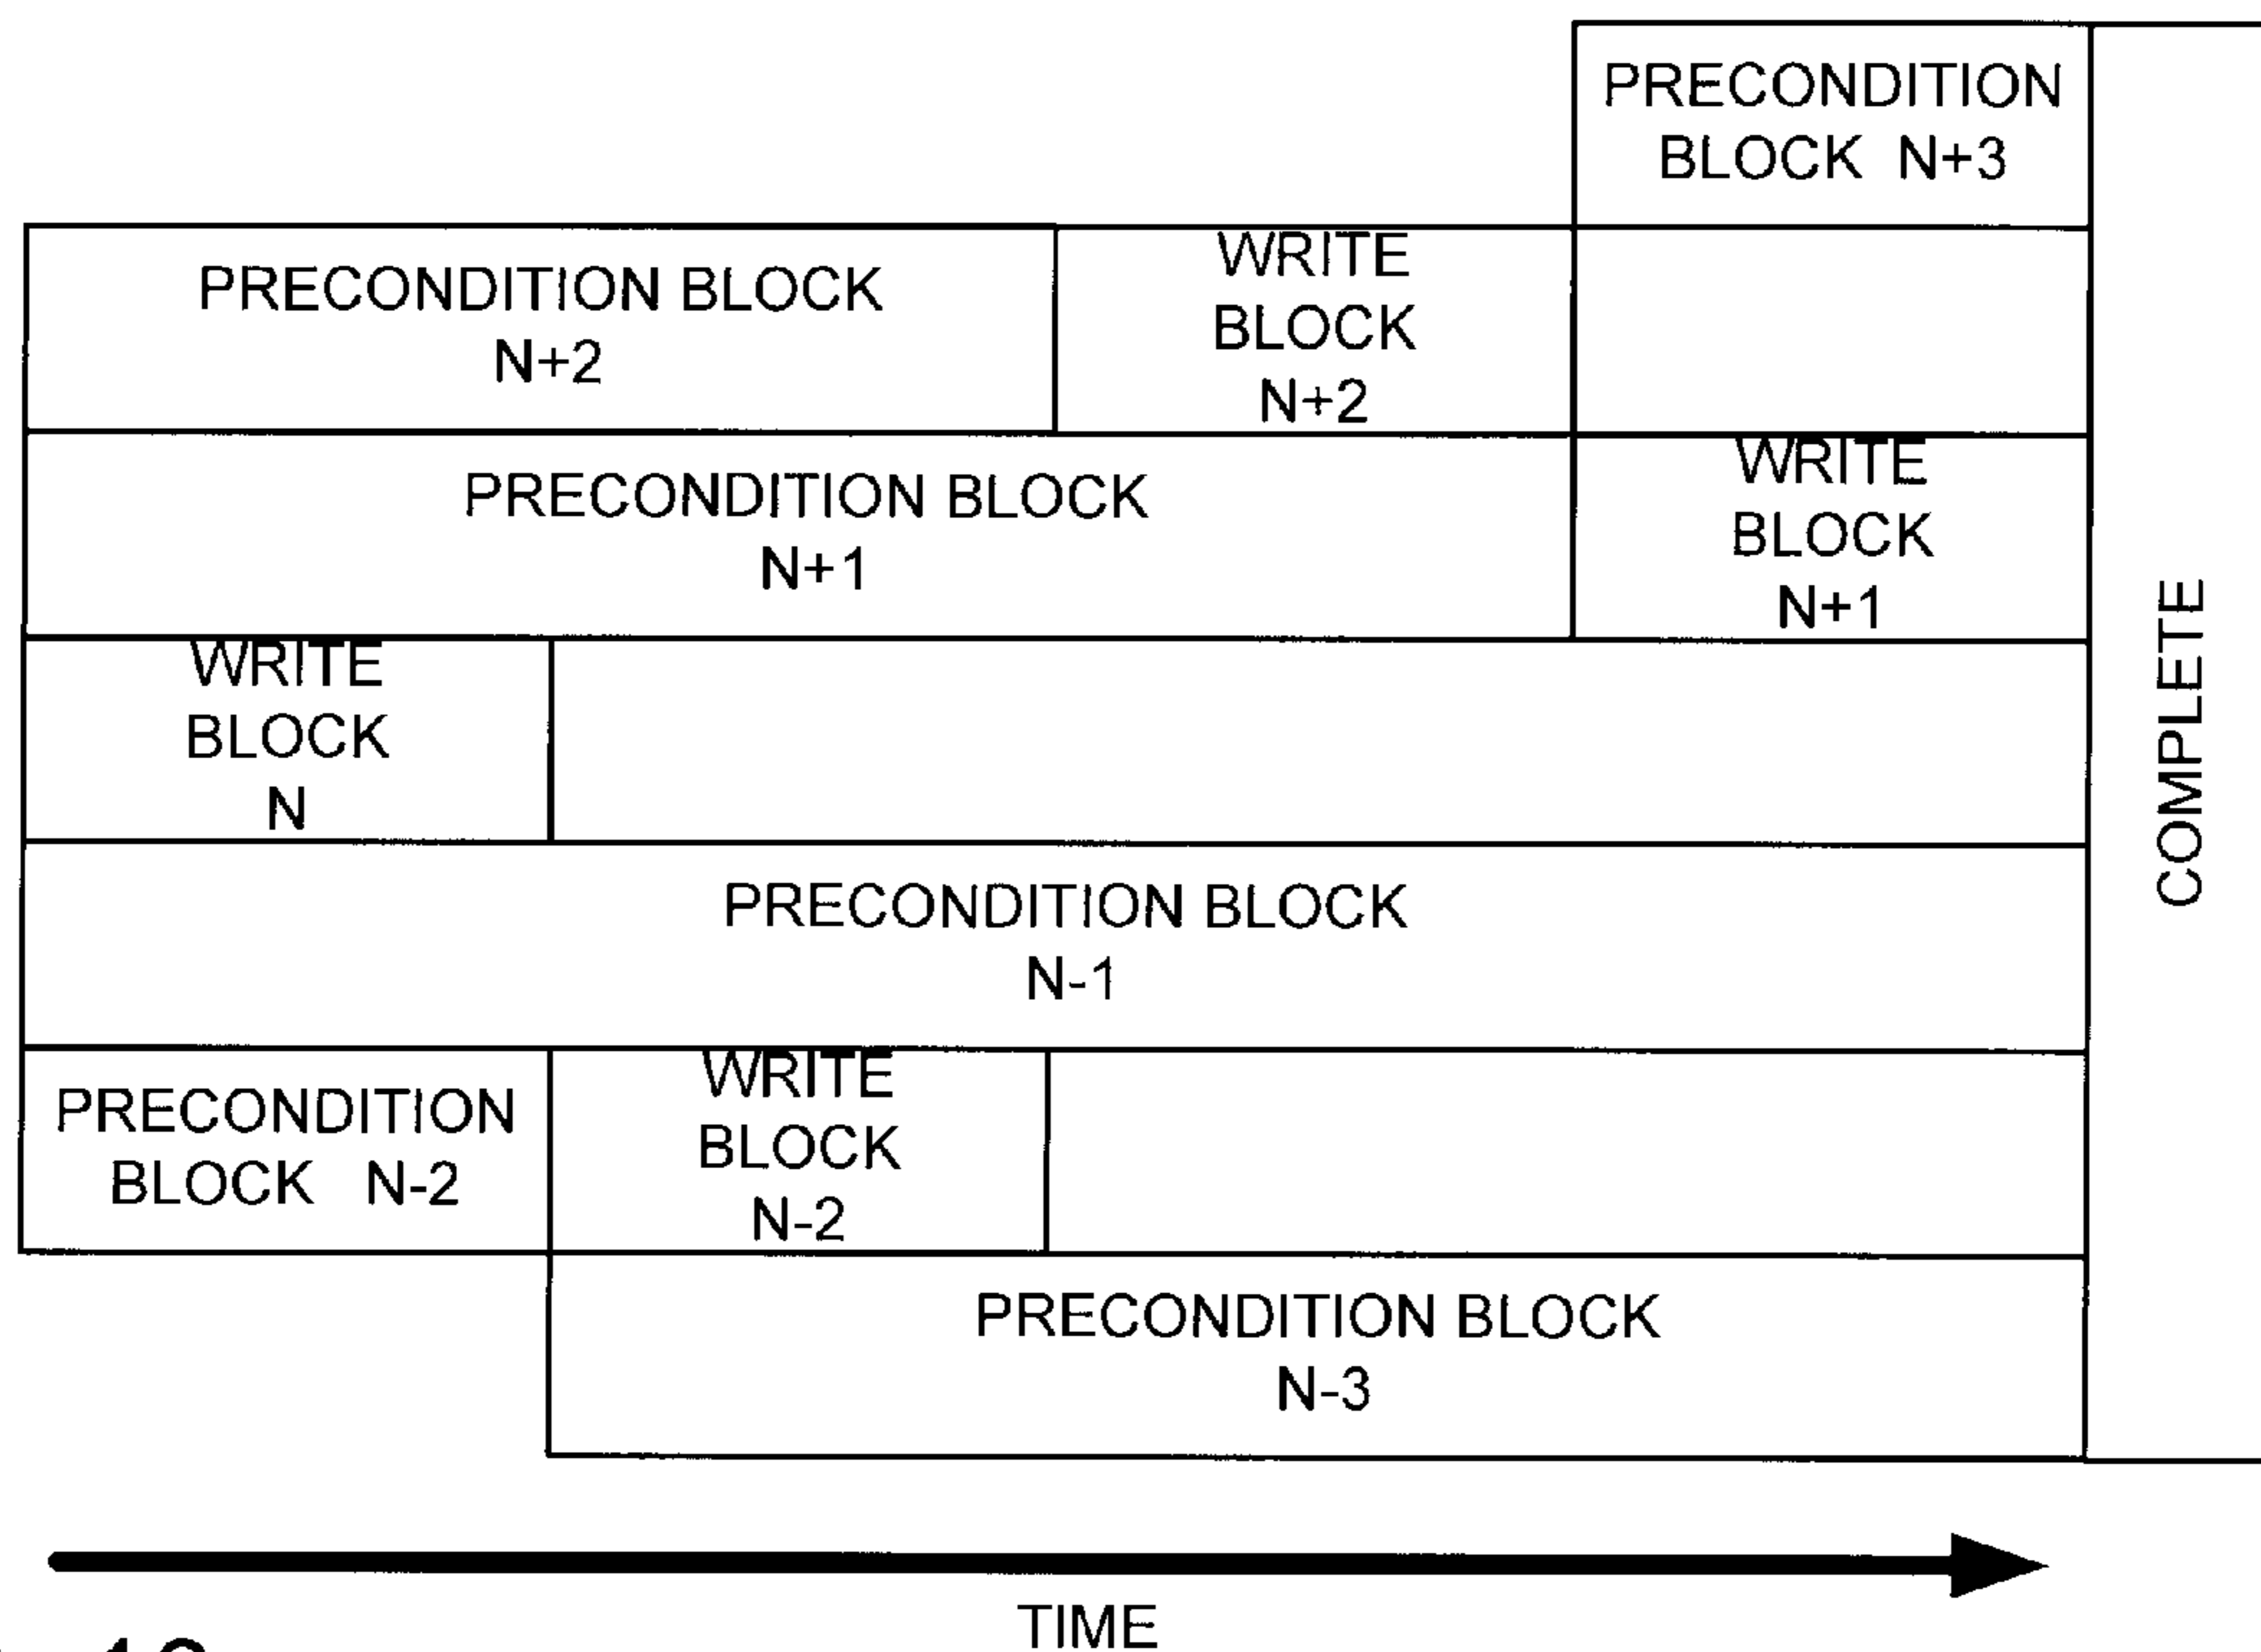 PRECONDITION
BLOCK N+3
PRECONDITION BLOCK
N+2
WRITE
BLOCK
N+2
PRECONDITION BLOCK
N+1
WRITE
BLOCK
N+1
WRITE
BLOCK
N
PRECONDITION BLOCK
N-1
PRECONDITION
BLOCK N-2
WRITE
BLOCK
N-2
PRECONDITION BLOCK
N-3
COMPLETE
TIME